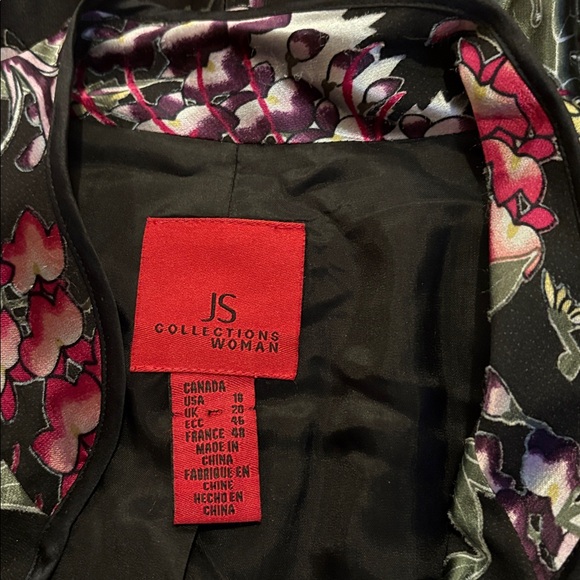 JS
COLLECTIONS
WOMAN
CANADA
USA 18
UK 20
ECC 46
FRANCE 48
MADE IN
CHINA
FABRIQUE EN
CHINE
HECHO EN
CHINA